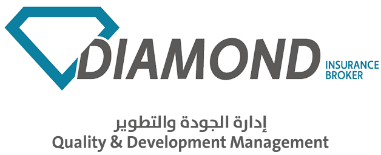 DIAMOND
INSURANCE
BROKER
إدارة الجودة والتطوير
Quality & Development Management